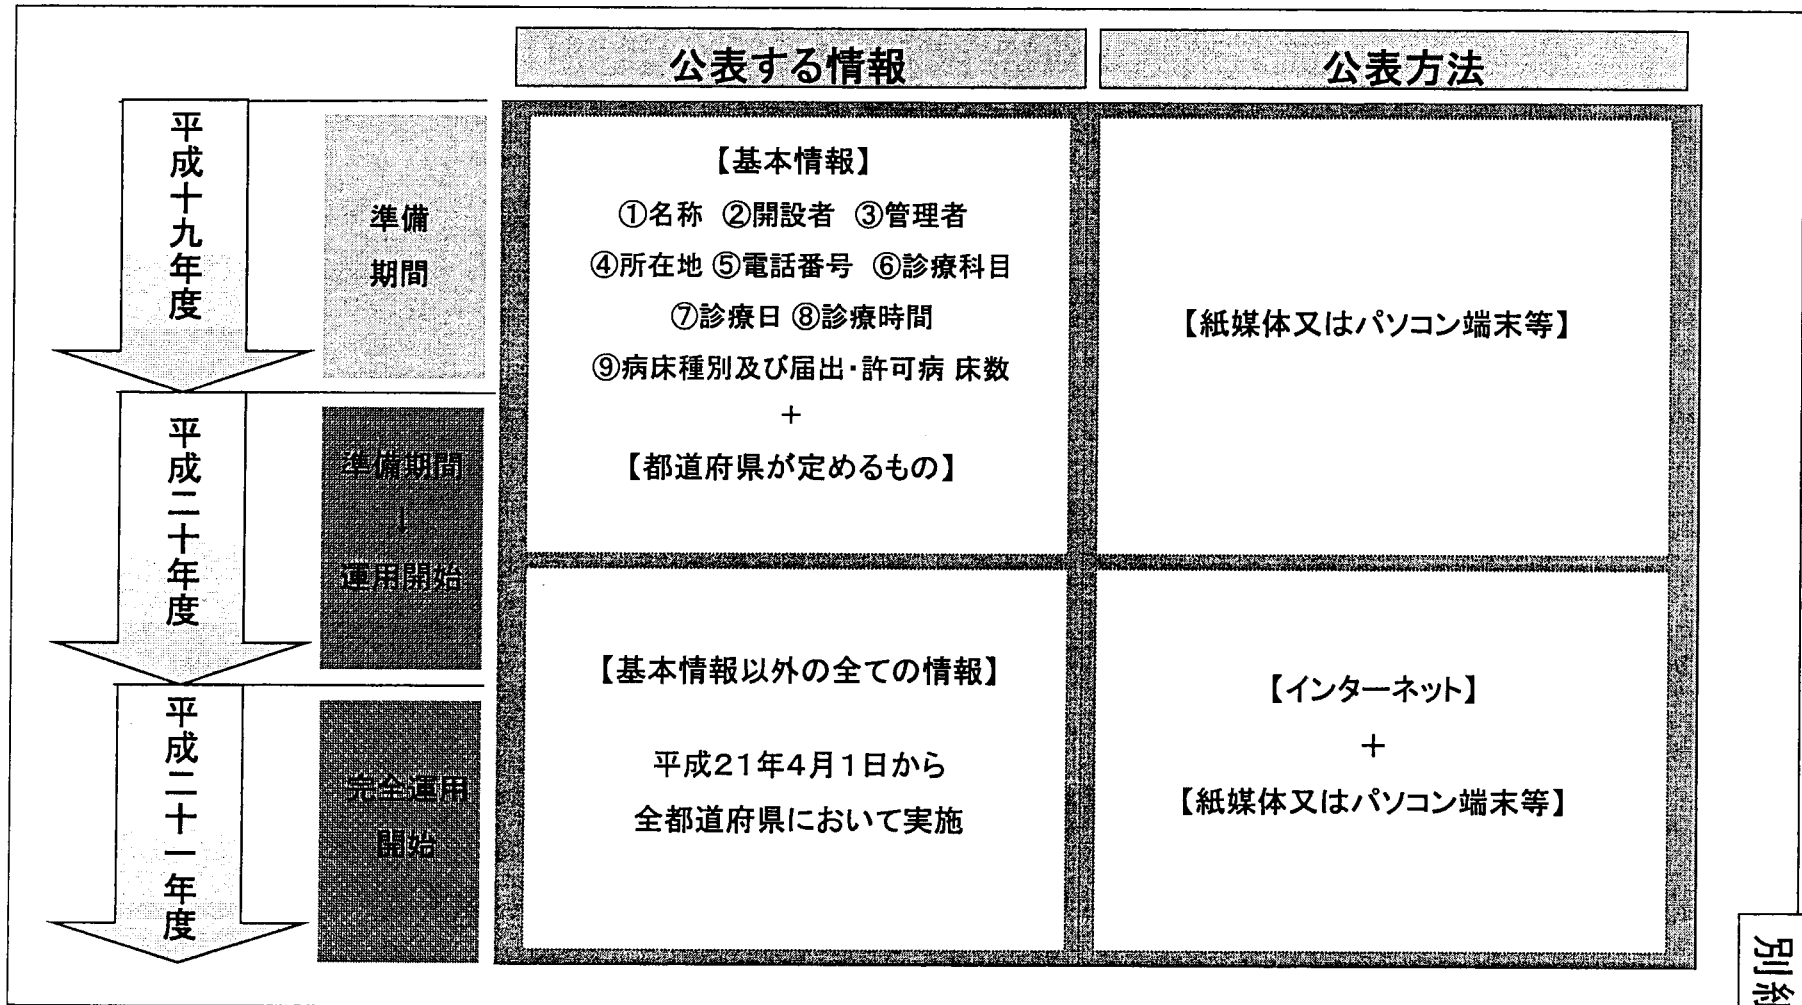 公表する情報
公表方法
平成十九年度
準備
期間
【基本情報】
①名称 ②開設者 ③管理者
④所在地 ⑤電話番号 ⑥診療科目
⑦診療日 ⑧診療時間
⑨病床種別及び届出・許可病 床数
＋
【都道府県が定めるもの】
【紙媒体又はパソコン端末等】
平成二十年度
準備期間
↓
運用開始
平成二十一年度
完全運用
開始
【基本情報以外の全ての情報】
平成２１年４月１日から
全都道府県において実施
【インターネット】
＋
【紙媒体又はパソコン端末等】
別紙